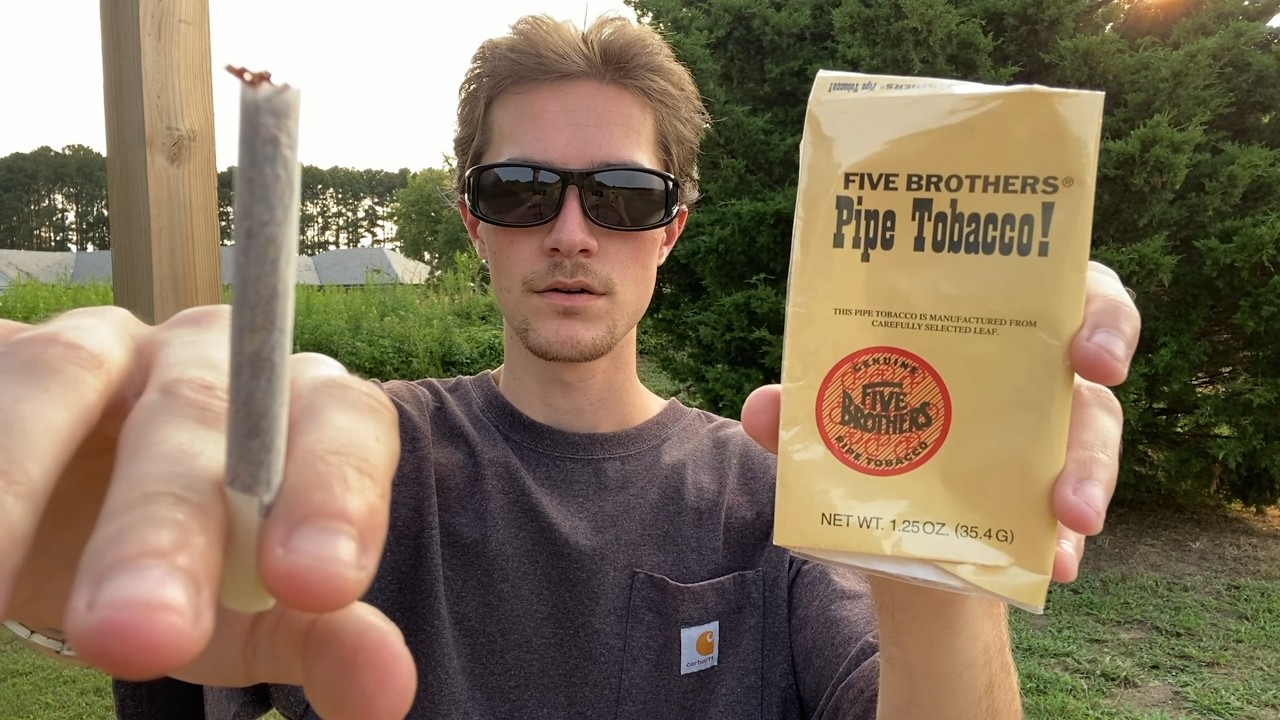 Pipe Tobacco!
FIVE BROTHERS®
Pipe Tobacco!
THIS PIPE TOBACCO IS MANUFACTURED FROM
CAREFULLY SELECTED LEAF.
GENUINE
FIVE
BROTHERS
PIPE TOBACCO
NET WT. 1.25 OZ. (35.4 G)
carhartt